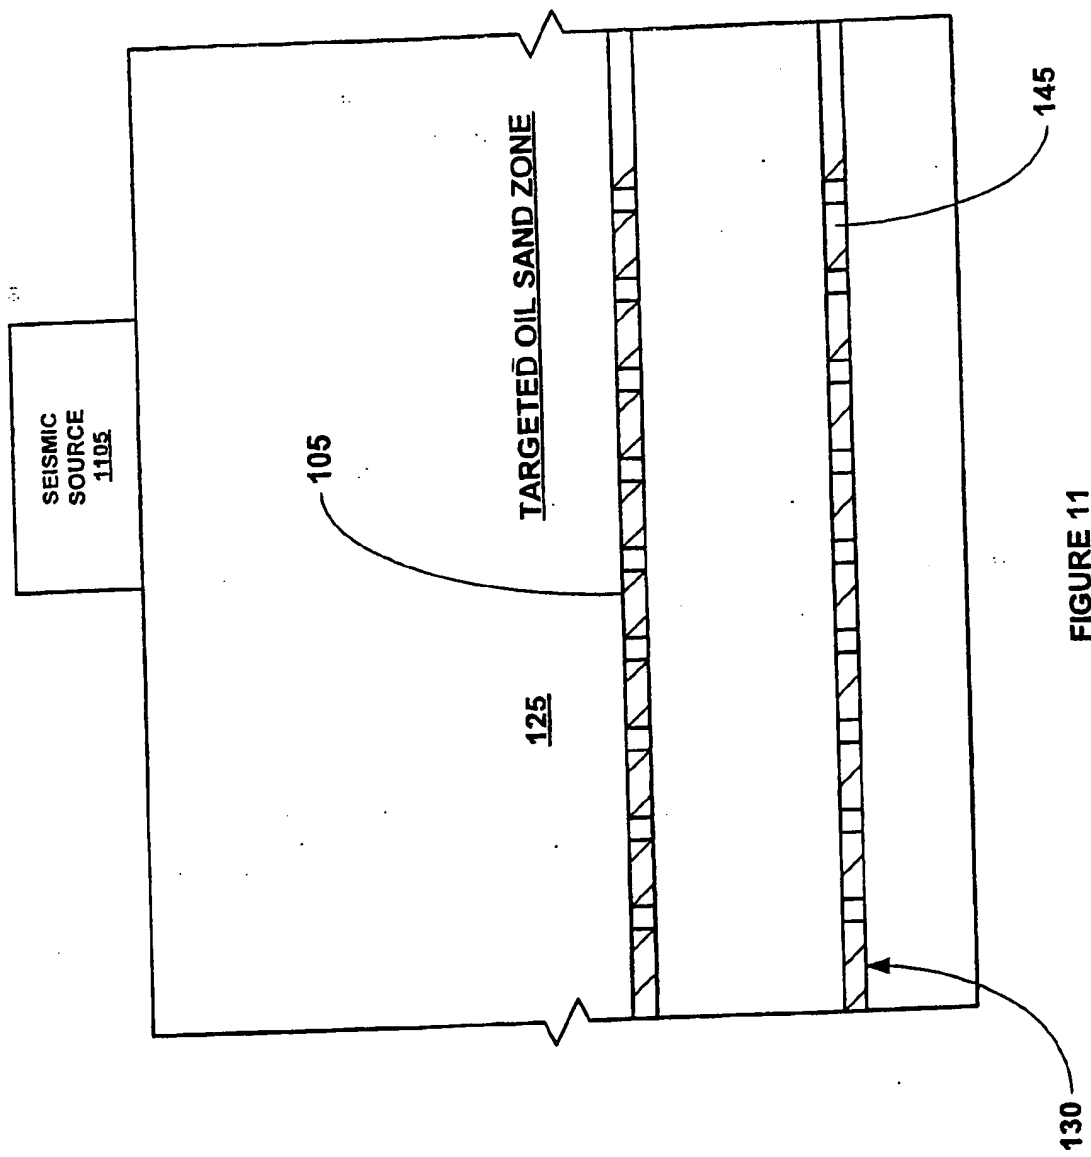 SEISMIC
SOURCE
1105
105
125
TARGETED OIL SAND ZONE
145
130
FIGURE 11